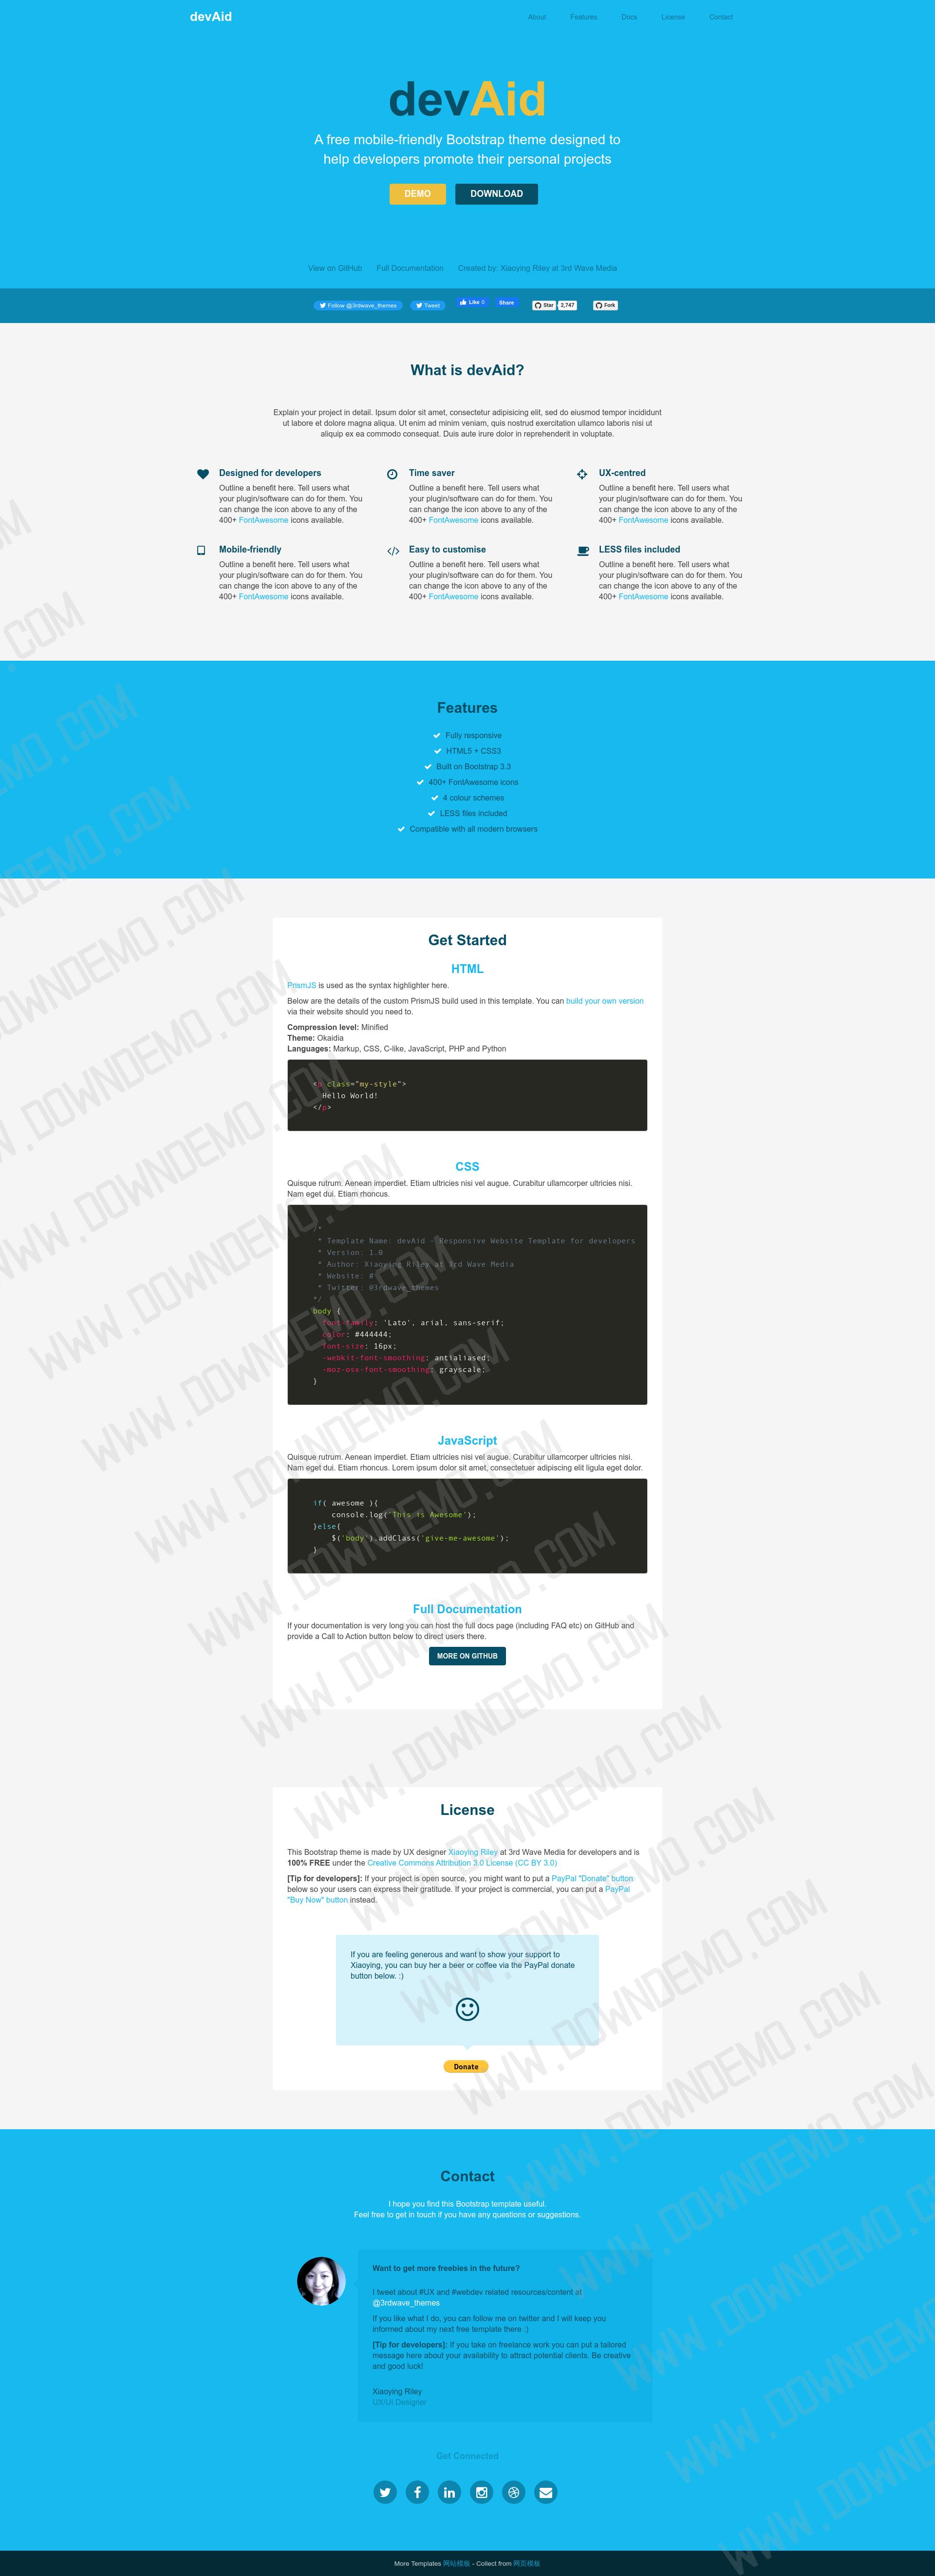 devAid
About Features Docs License Contact
devAid
A free mobile-friendly Bootstrap theme designed to
help developers promote their personal projects
DEMO DOWNLOAD
View on GitHub Full Documentation Created by: Xiaoying Riley at 3rd Wave Media
Follow @3rdwave_themes Tweet Like 0 Share Star 2,747 Fork
What is devAid?
Explain your project in detail. Ipsum dolor sit amet, consectetur adipisicing elit, sed do eiusmod tempor incididunt
ut labore et dolore magna aliqua. Ut enim ad minim veniam, quis nostrud exercitation ullamco laboris nisi ut
aliquip ex ea commodo consequat. Duis aute irure dolor in reprehenderit in voluptate.
Designed for developers
Outline a benefit here. Tell users what
your plugin/software can do for them. You
can change the icon above to any of the
400+ FontAwesome icons available.
Time saver
Outline a benefit here. Tell users what
your plugin/software can do for them. You
can change the icon above to any of the
400+ FontAwesome icons available.
UX-centred
Outline a benefit here. Tell users what
your plugin/software can do for them. You
can change the icon above to any of the
400+ FontAwesome icons available.
Mobile-friendly
Outline a benefit here. Tell users what
your plugin/software can do for them. You
can change the icon above to any of the
400+ FontAwesome icons available.
Easy to customise
Outline a benefit here. Tell users what
your plugin/software can do for them. You
can change the icon above to any of the
400+ FontAwesome icons available.
LESS files included
Outline a benefit here. Tell users what
your plugin/software can do for them. You
can change the icon above to any of the
400+ FontAwesome icons available.
Features
Fully responsive
HTML5 + CSS3
Built on Bootstrap 3.3
400+ FontAwesome icons
4 colour schemes
LESS files included
Compatible with all modern browsers
Get Started
HTML
PrismJS is used as the syntax highlighter here.
Below are the details of the custom PrismJS build used in this template. You can build your own version
via their website should you need to.
Compression level: Minified
Theme: Okaidia
Languages: Markup, CSS, C-like, JavaScript, PHP and Python
<p class="my-style">
Hello World!
</p>
CSS
Quisque rutrum. Aenean imperdiet. Etiam ultricies nisi vel augue. Curabitur ullamcorper ultricies nisi.
Nam eget dui. Etiam rhoncus.
/*
* Template Name: devAid - Responsive Website Template for developers
* Version: 1.0
* Author: Xiaoying Riley at 3rd Wave Media
* Website: #
* Twitter: @3rdwave_themes
*/
body {
font-family: 'Lato', arial, sans-serif;
color: #444444;
font-size: 16px;
-webkit-font-smoothing: antialiased;
-moz-osx-font-smoothing: grayscale;
}
JavaScript
Quisque rutrum. Aenean imperdiet. Etiam ultricies nisi vel augue. Curabitur ullamcorper ultricies nisi.
Nam eget dui. Etiam rhoncus. Lorem ipsum dolor sit amet, consectetuer adipiscing elit ligula eget dolor.
if( awesome ){
console.log('This is Awesome');
}else{
$('body').addClass('give-me-awesome');
}
Full Documentation
If your documentation is very long you can host the full docs page (including FAQ etc) on GitHub and
provide a Call to Action button below to direct users there.
MORE ON GITHUB
License
This Bootstrap theme is made by UX designer Xiaoying Riley at 3rd Wave Media for developers and is
100% FREE under the Creative Commons Attribution 3.0 License (CC BY 3.0)
[Tip for developers]: If your project is open source, you might want to put a PayPal "Donate" button
below so your users can express their gratitude. If your project is commercial, you can put a PayPal
"Buy Now" button instead.
If you are feeling generous and want to show your support to
Xiaoying, you can buy her a beer or coffee via the PayPal donate
button below. :)
Donate
Contact
I hope you find this Bootstrap template useful.
Feel free to get in touch if you have any questions or suggestions.
Want to get more freebies in the future?
I tweet about #UX and #webdev related resources/content at
@3rdwave_themes
If you like what I do, you can follow me on twitter and I will keep you
informed about my next free template there :)
[Tip for developers]: If you take on freelance work you can put a tailored
message here about your availability to attract potential clients. Be creative
and good luck!
Xiaoying Riley
UX/UI Designer
Get Connected
More Templates 网站模板 - Collect from 网页模板
WWW.DOWNDEMO.COM